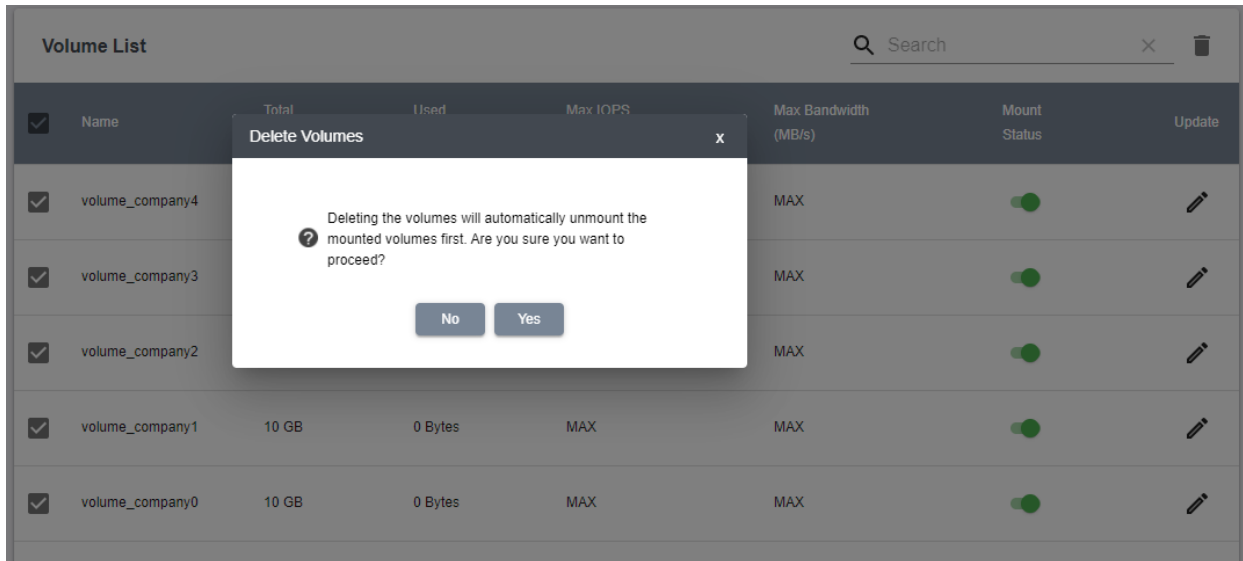 Volume List
Search
Name Total Used Max IOPS Max Bandwidth (MB/s) Mount Status Update
Delete Volumes x
Deleting the volumes will automatically unmount the
mounted volumes first. Are you sure you want to
proceed?
No Yes
volume_company4 MAX
volume_company3 MAX
volume_company2 MAX
volume_company1 10 GB 0 Bytes MAX MAX
volume_company0 10 GB 0 Bytes MAX MAX